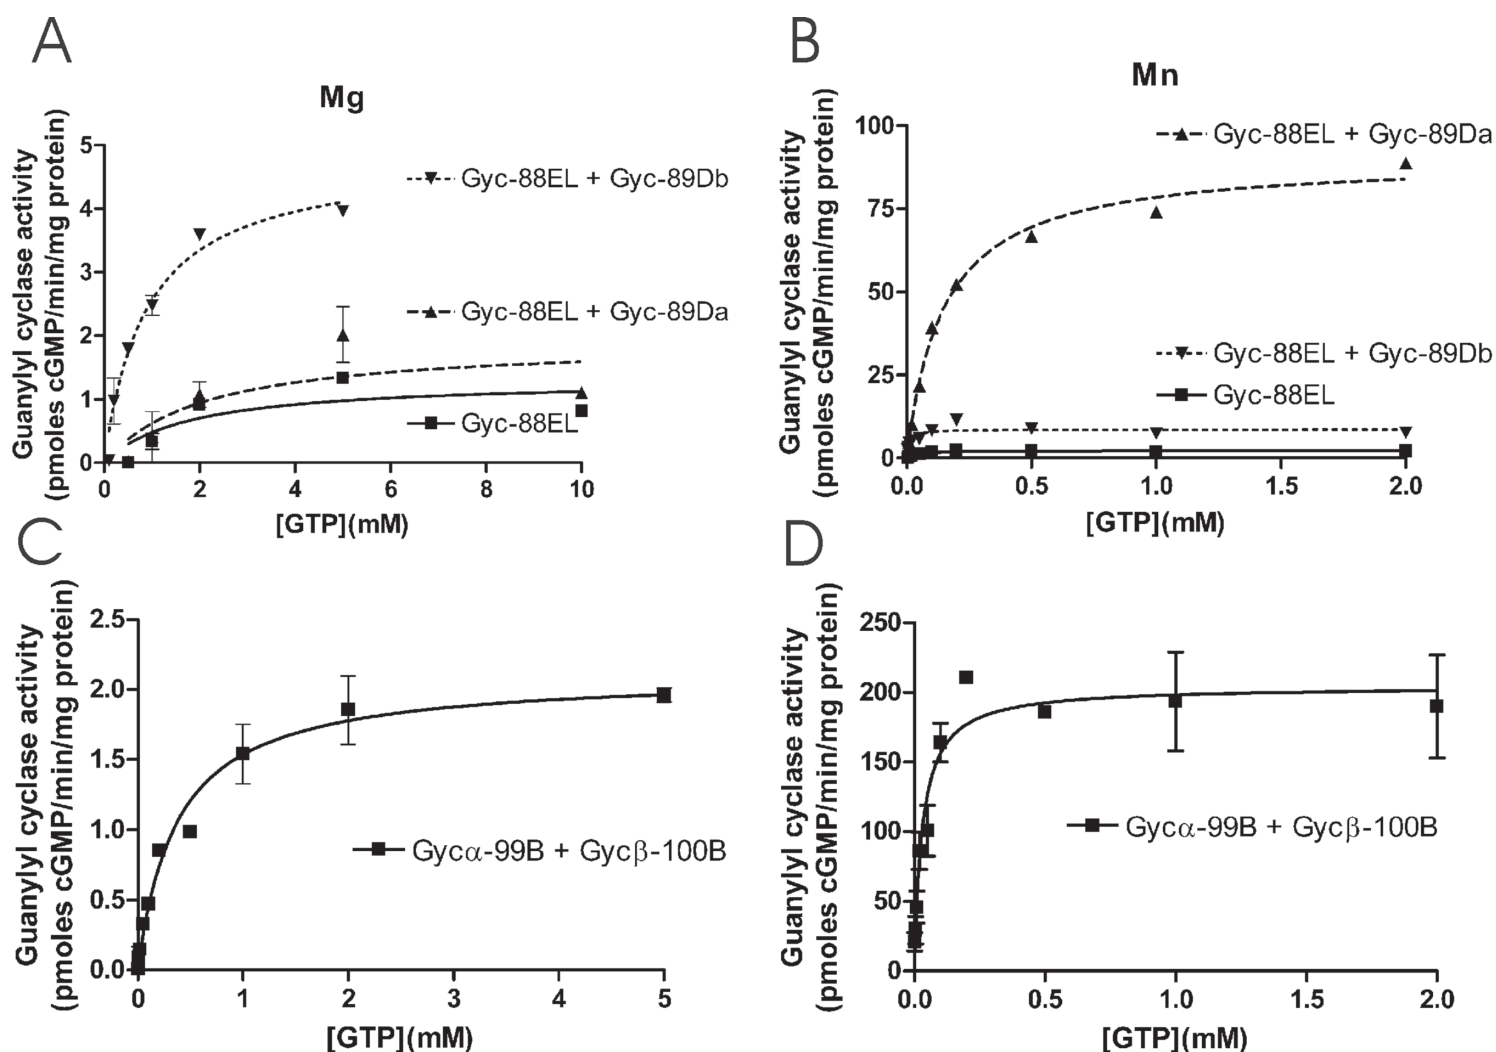 A
Mg
Guanylyl cyclase activity
(pmoles cGMP/min/mg protein)
5
4
3
2
1
0
0 2 4 6 8 10
[GTP](mM)
Gyc-88EL + Gyc-89Db
Gyc-88EL + Gyc-89Da
Gyc-88EL
B
Mn
Guanylyl cyclase activity
(pmoles cGMP/min/mg protein)
100
75
50
25
0
0.0 0.5 1.0 1.5 2.0
[GTP](mM)
Gyc-88EL + Gyc-89Da
Gyc-88EL + Gyc-89Db
Gyc-88EL
C
Guanylyl cyclase activity
(pmoles cGMP/min/mg protein)
2.5
2.0
1.5
1.0
0.5
0.0
0 1 2 3 4 5
[GTP](mM)
Gycα-99B + Gycβ-100B
D
Guanylyl cyclase activity
(pmoles cGMP/min/mg protein)
250
200
150
100
50
0
0.0 0.5 1.0 1.5 2.0
[GTP](mM)
Gycα-99B + Gycβ-100B